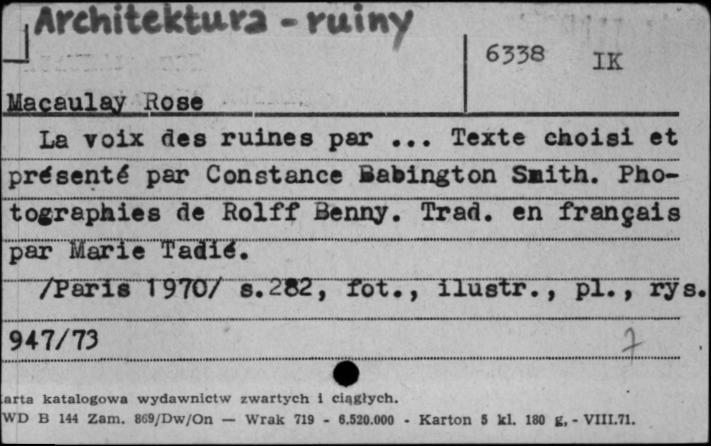 Architektura - ruiny
6338 IK
Macaulay Rose
La voix des ruines par ... Texte choisi et
présenté par Constance Babington Smith. Pho-
tographies de Rolff Benny. Trad. en français
par Marie Tadié.
/Paris 1970/ s.282, fot., ilustr., pl., rys.
947/73 7
arta katalogowa wydawnictw zwartych i ciągłych.
WD B 144 Zam. 869/Dw/On — Wrak 719 - 6.520.000 - Karton 5 kl. 180 g, - VIII.71.